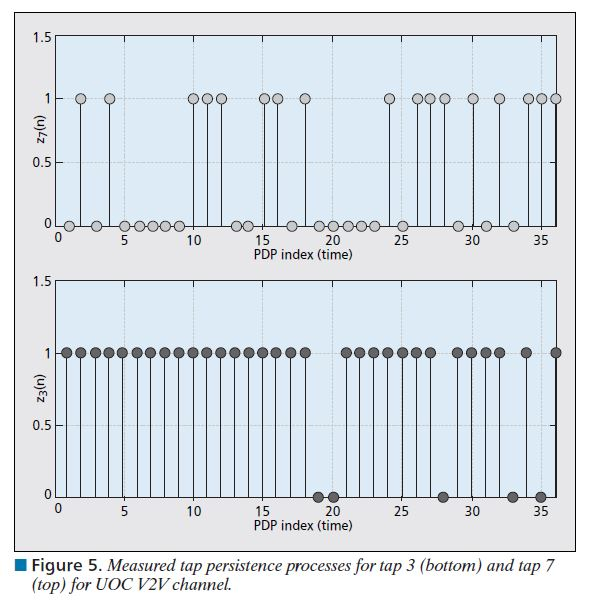 1.5
1
0.5
0
z7(n)
0 5 10 15 20 25 30 35
PDP index (time)
1.5
1
0.5
0
z3(n)
0 5 10 15 20 25 30 35
PDP index (time)
Figure 5. Measured tap persistence processes for tap 3 (bottom) and tap 7
(top) for UOC V2V channel.